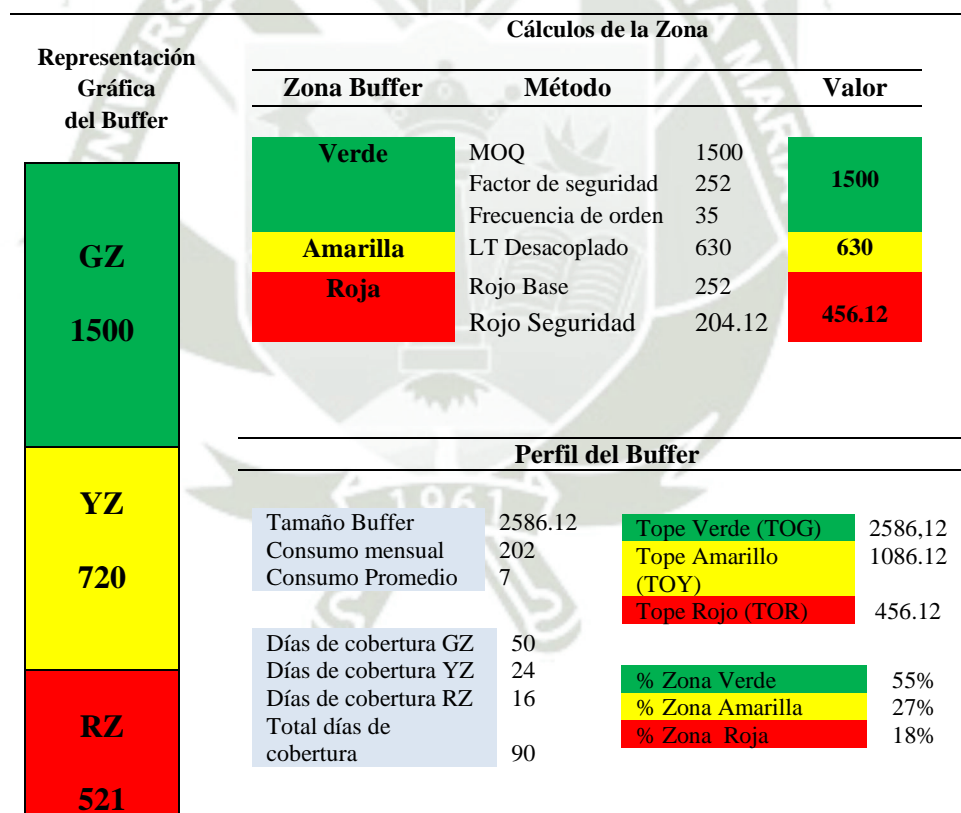 Cálculos de la Zona
Representación
Gráfica
del Buffer
Zona Buffer Método Valor
Verde MOQ 1500
Factor de seguridad 252 1500
Frecuencia de orden 35
Amarilla LT Desacoplado 630 630
Roja Rojo Base 252
Rojo Seguridad 204.12 456.12
GZ
1500
YZ
720
RZ
521
Perfil del Buffer
Tamaño Buffer 2586.12
Consumo mensual 202
Consumo Promedio 7
Tope Verde (TOG) 2586,12
Tope Amarillo 1086.12
(TOY)
Tope Rojo (TOR) 456.12
Días de cobertura GZ 50
Días de cobertura YZ 24
Días de cobertura RZ 16
Total días de
cobertura 90
% Zona Verde 55%
% Zona Amarilla 27%
% Zona Roja 18%
1961